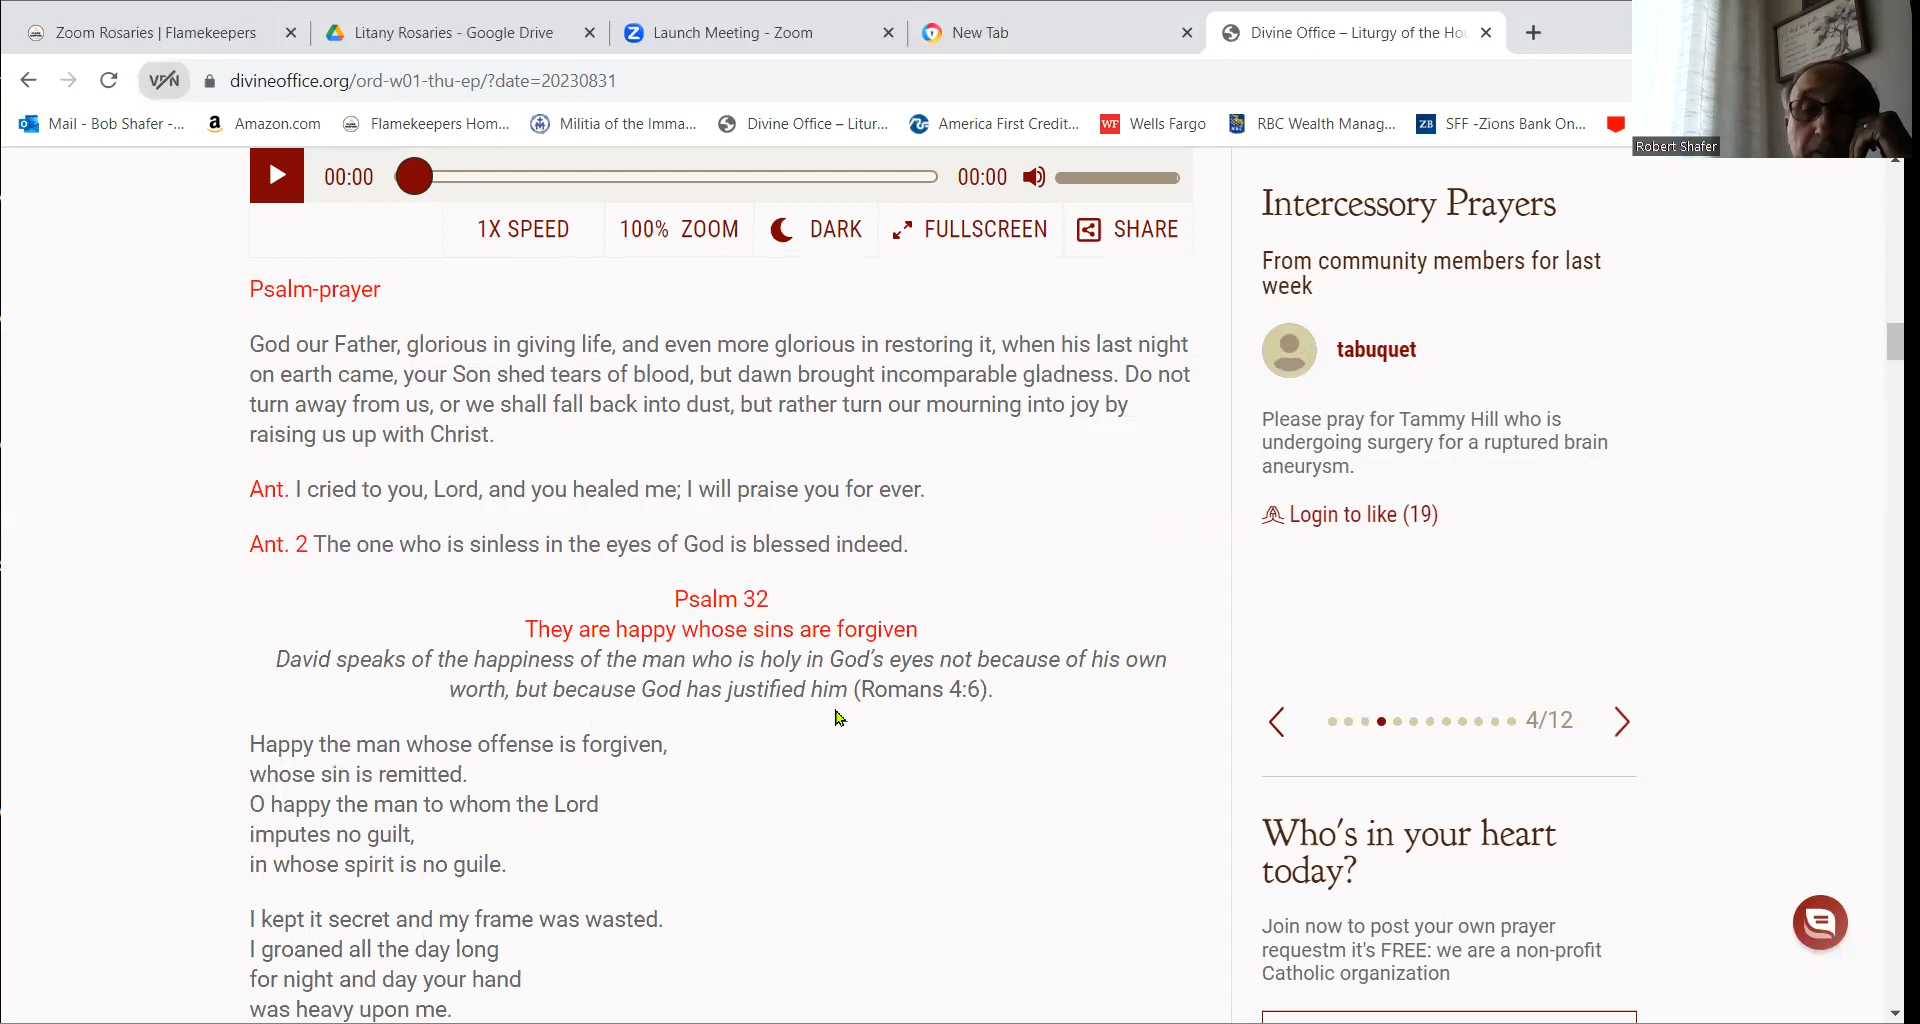 Zoom Rosaries | Flamekeepers
Litany Rosaries - Google Drive
Launch Meeting - Zoom
New Tab
Divine Office – Liturgy of the Hou
VPN
divineoffice.org/ord-w01-thu-ep/?date=20230831
Mail - Bob Shafer -...
Amazon.com
Flamekeepers Hom...
Militia of the Imma...
Divine Office – Litur...
America First Credit...
WF Wells Fargo
RBC Wealth Manag...
ZB SFF -Zions Bank On...
Robert Shafer
00:00
00:00
1X SPEED
100% ZOOM
DARK
FULLSCREEN
SHARE
Psalm-prayer
God our Father, glorious in giving life, and even more glorious in restoring it, when his last night
on earth came, your Son shed tears of blood, but dawn brought incomparable gladness. Do not
turn away from us, or we shall fall back into dust, but rather turn our mourning into joy by
raising us up with Christ.
Ant. I cried to you, Lord, and you healed me; I will praise you for ever.
Ant. 2 The one who is sinless in the eyes of God is blessed indeed.
Psalm 32
They are happy whose sins are forgiven
David speaks of the happiness of the man who is holy in God’s eyes not because of his own
worth, but because God has justified him (Romans 4:6).
Happy the man whose offense is forgiven,
whose sin is remitted.
O happy the man to whom the Lord
imputes no guilt,
in whose spirit is no guile.
I kept it secret and my frame was wasted.
I groaned all the day long
for night and day your hand
was heavy upon me.
Intercessory Prayers
From community members for last
week
tabuquet
Please pray for Tammy Hill who is
undergoing surgery for a ruptured brain
aneurysm.
Login to like (19)
4/12
Who's in your heart
today?
Join now to post your own prayer
requestm it's FREE: we are a non-profit
Catholic organization